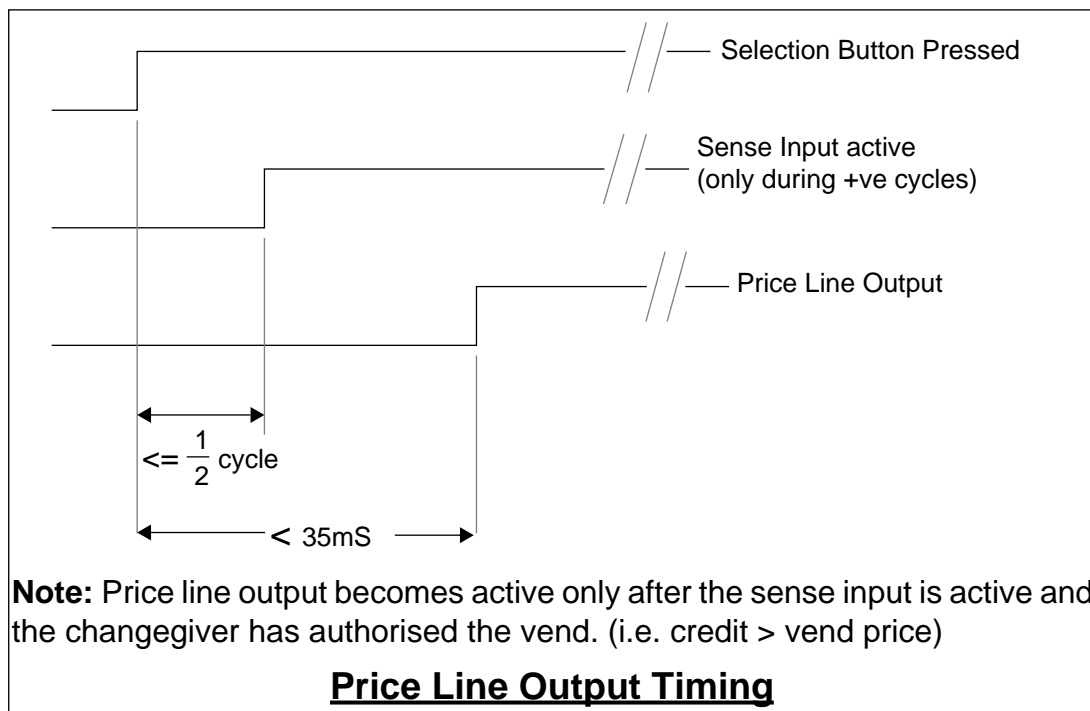 Selection Button Pressed
Sense Input active
(only during +ve cycles)
Price Line Output
<= 1/2 cycle
< 35mS
Note: Price line output becomes active only after the sense input is active and
the changegiver has authorised the vend. (i.e. credit > vend price)
Price Line Output Timing